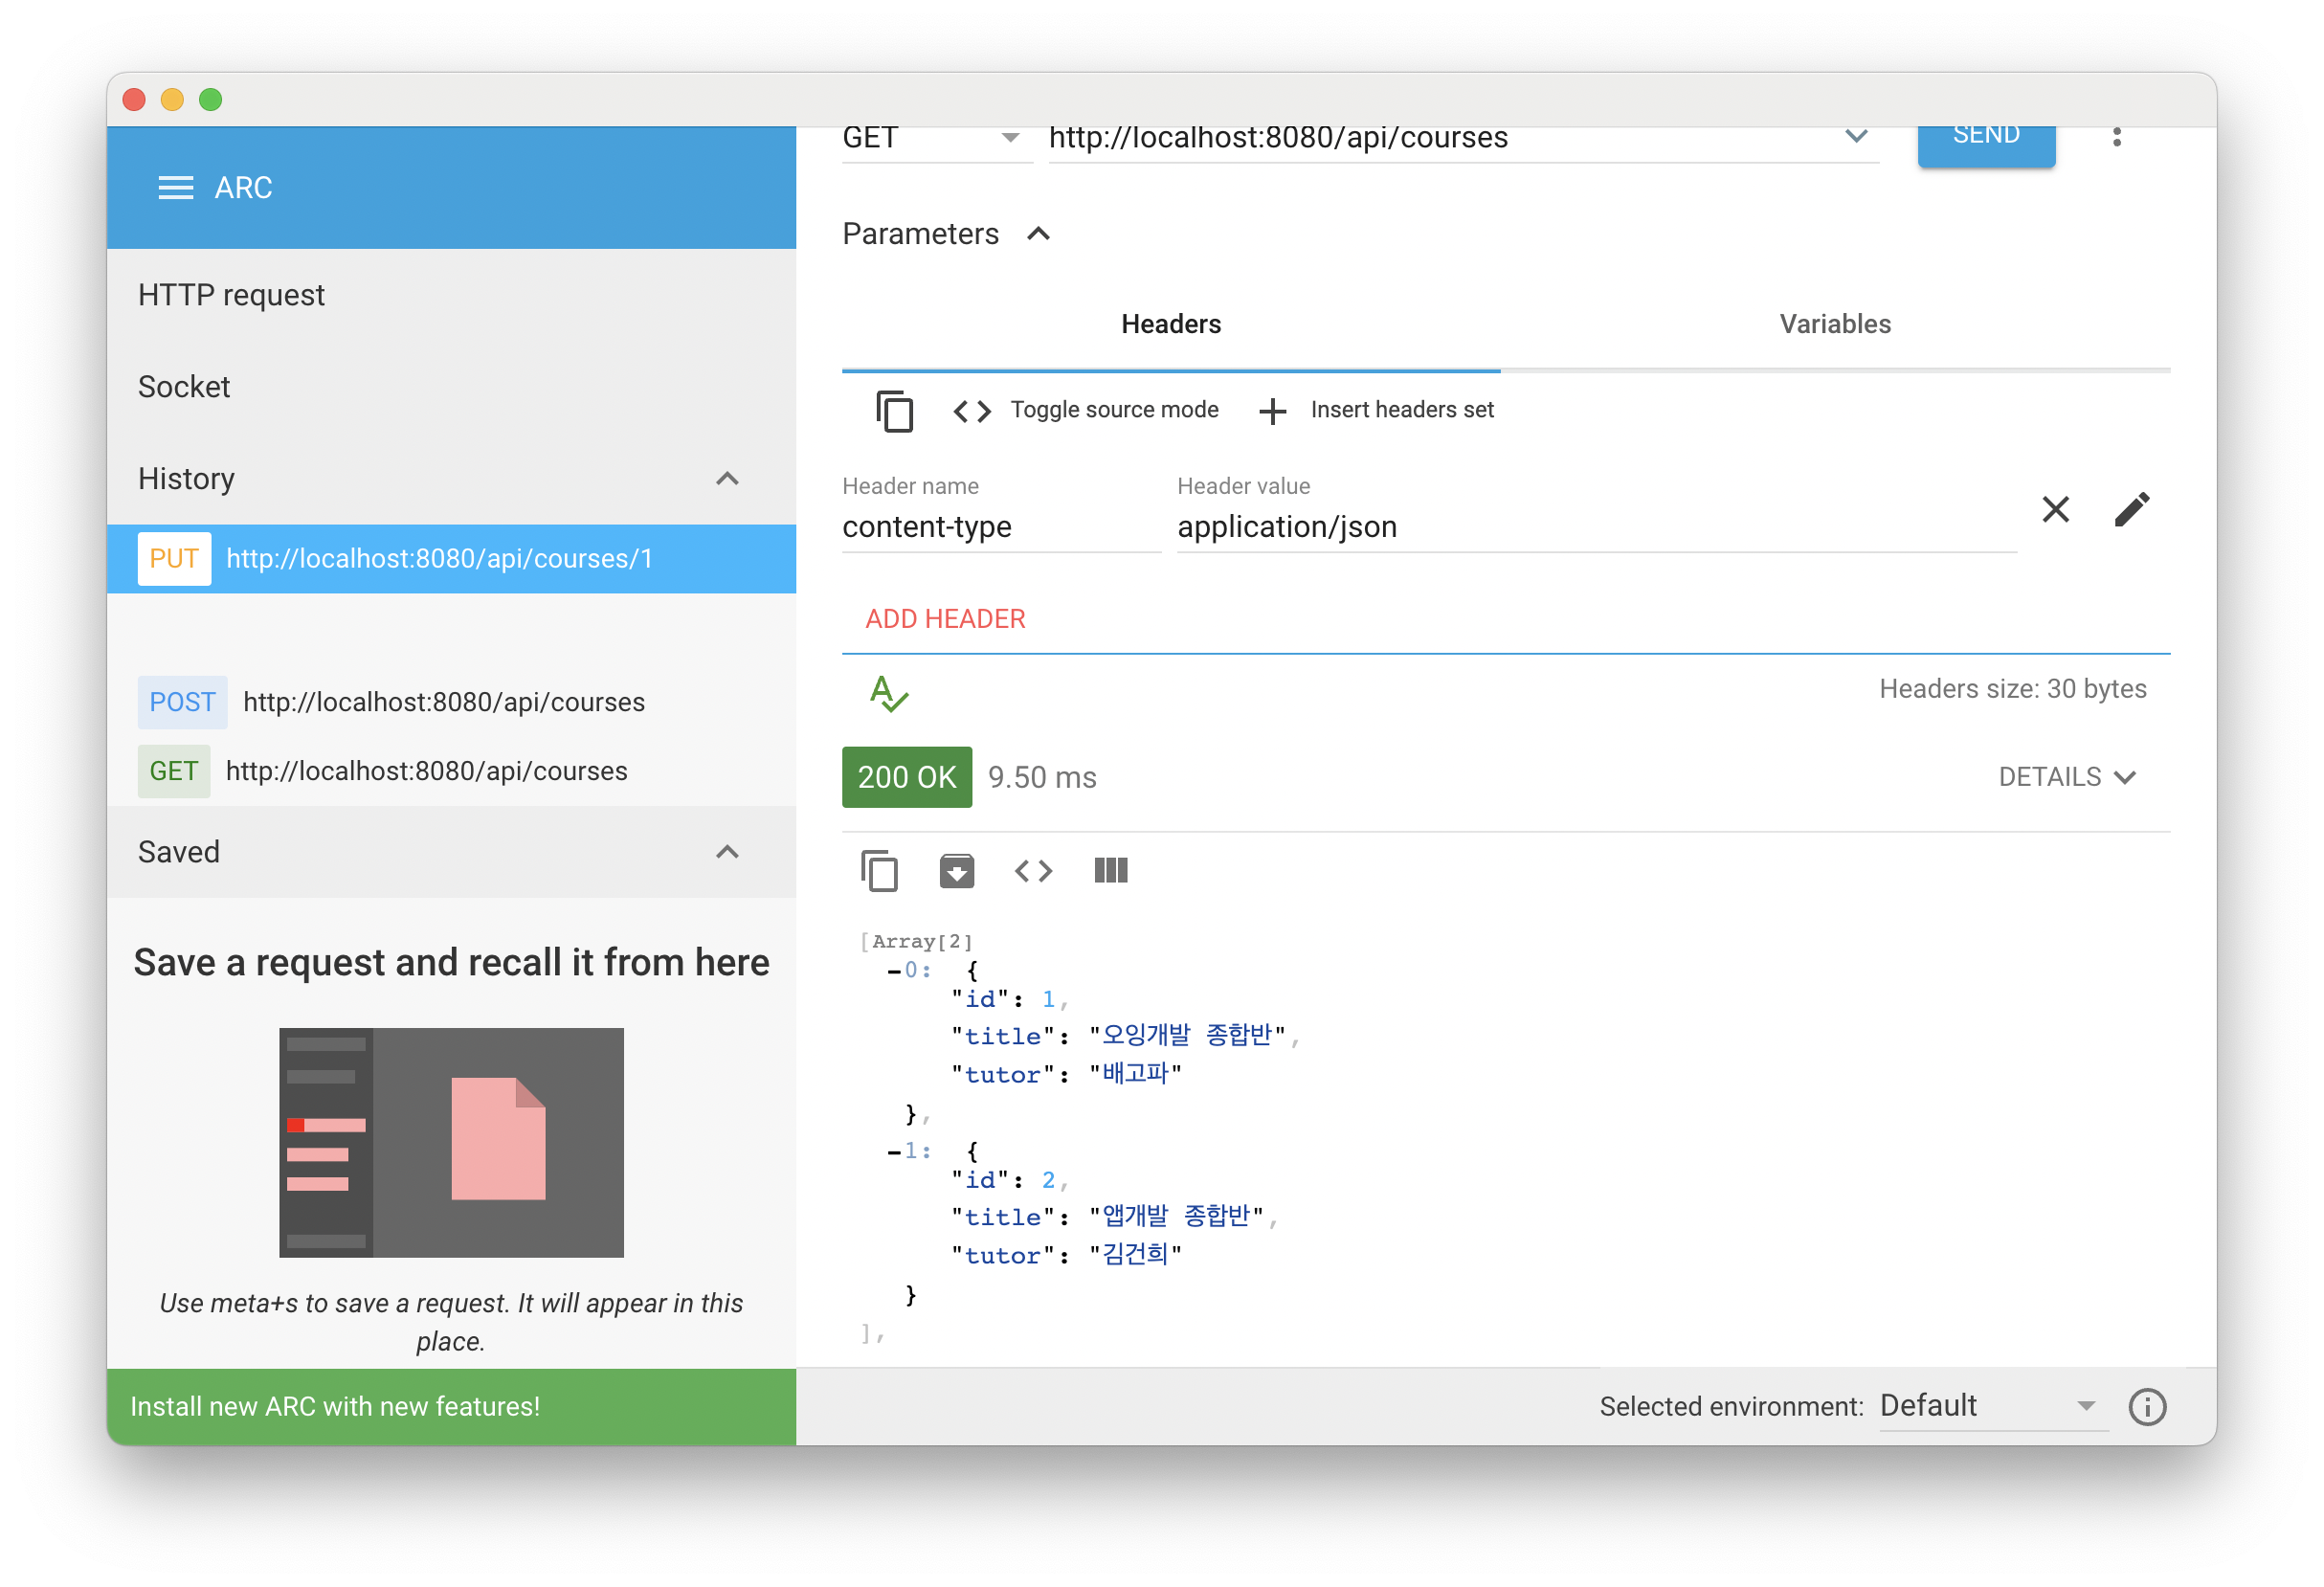 ARC
HTTP request
Socket
History
PUT http://localhost:8080/api/courses/1
POST http://localhost:8080/api/courses
GET http://localhost:8080/api/courses
Saved
Save a request and recall it from here
Use meta+s to save a request. It will appear in this
place.
Install new ARC with new features!
GET http://localhost:8080/api/courses SEND
Parameters
Headers Variables
Toggle source mode Insert headers set
Header name Header value
content-type application/json
ADD HEADER
Headers size: 30 bytes
200 OK 9.50 ms DETAILS
[Array[2]
-0: {
"id": 1,
"title": "오잉개발 종합반",
"tutor": "배고파"
},
-1: {
"id": 2,
"title": "앱개발 종합반",
"tutor": "김건희"
}
],
Selected environment: Default